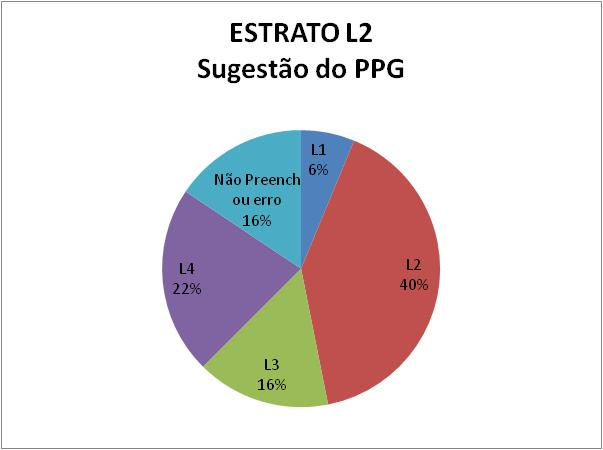 ESTRATO L2
Sugestão do PPG
L1
6%
L2
40%
L3
16%
L4
22%
Não Preench
ou erro
16%